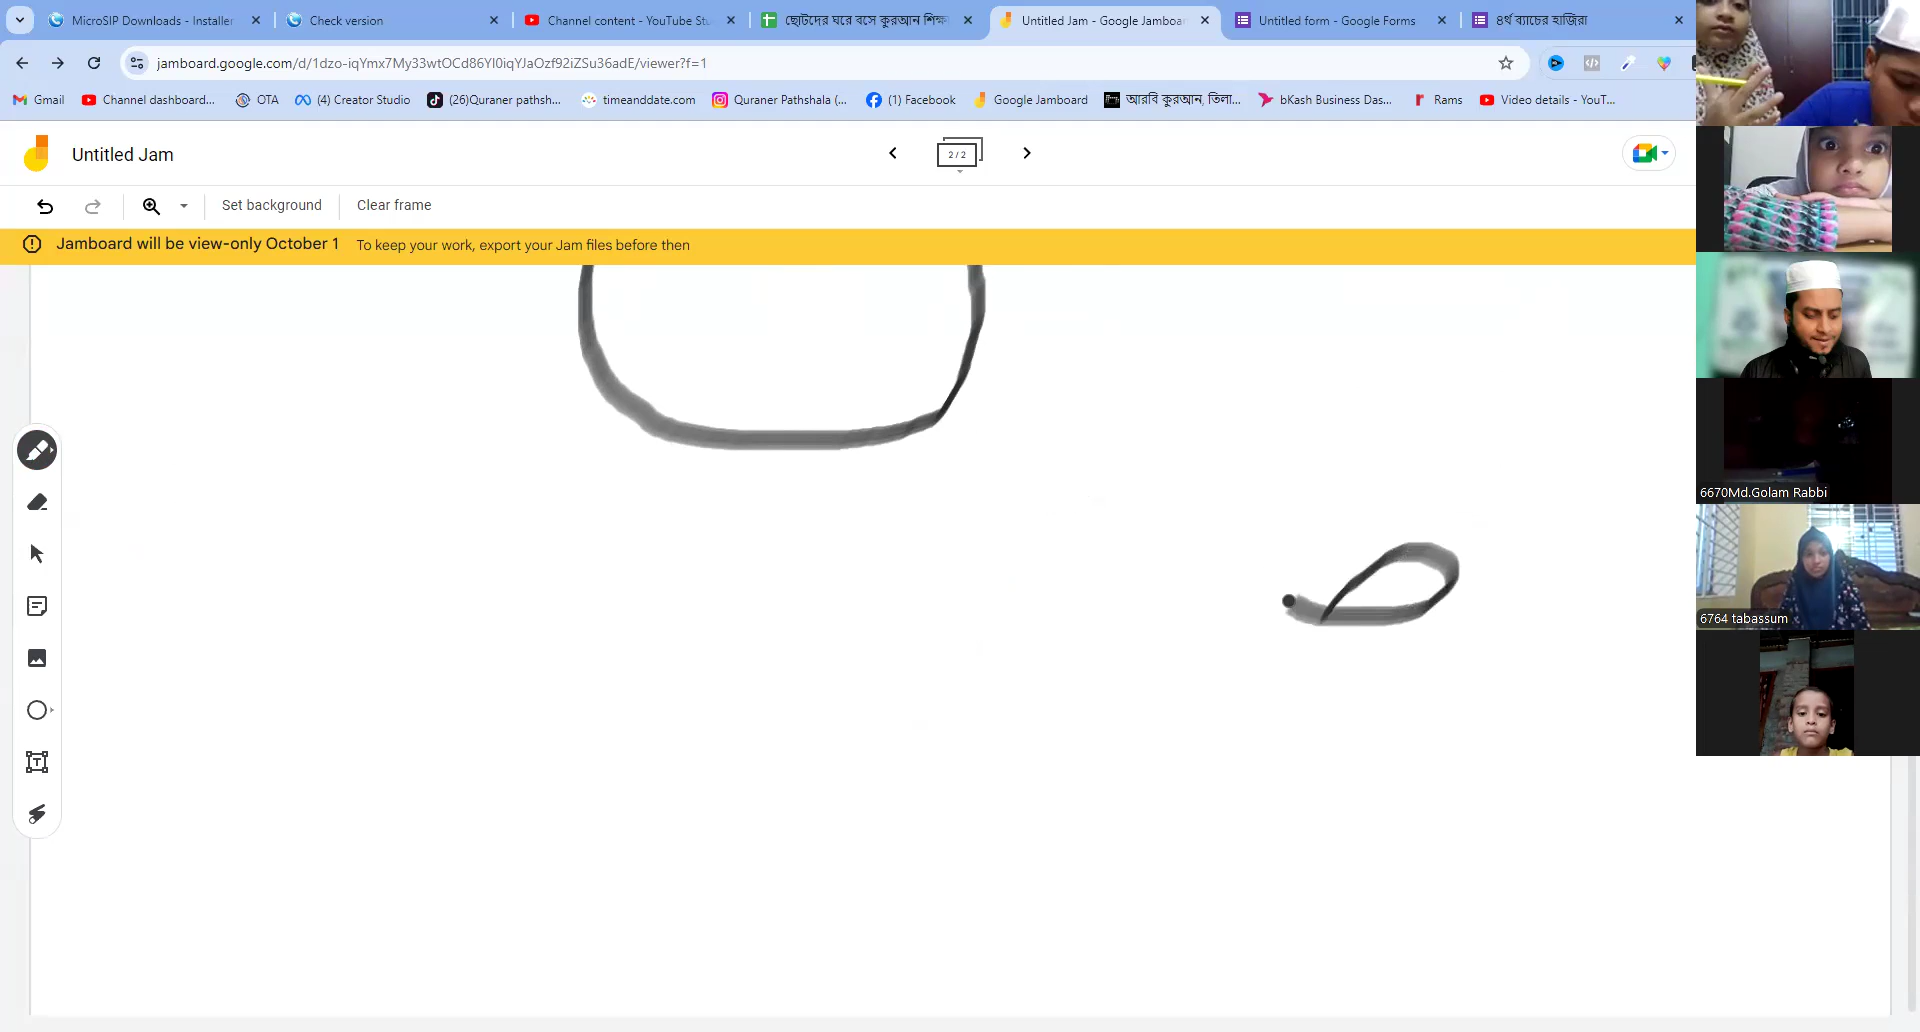 MicroSIP Downloads - Installer
Check version
Channel content - YouTube Stu
ছোটদের ঘরে বসে কুরআন শিক্ষ
Untitled Jam - Google Jamboar
Untitled form - Google Forms
৪র্থ ব্যাচের হাজিরা
jamboard.google.com/d/1dzo-iqYmx7My33wtOCd86Yl0iqYJaOzf92iZSu36adE/viewer?f=1
Gmail
Channel dashboard...
OTA
(4) Creator Studio
(26)Quraner pathsh...
timeanddate.com
Quraner Pathshala (...
(1) Facebook
Google Jamboard
আরবি কুরআন, তিলা...
bKash Business Das...
Rams
Video details - YouT...
Untitled Jam
2 / 2
Set background
Clear frame
Jamboard will be view-only October 1 To keep your work, export your Jam files before then
6670Md.Golam Rabbi
6764 tabassum